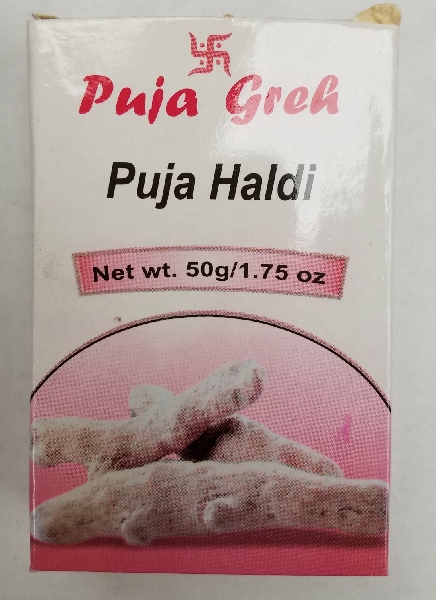 Puja Greh
Puja Haldi
Net wt. 50g/1.75 oz